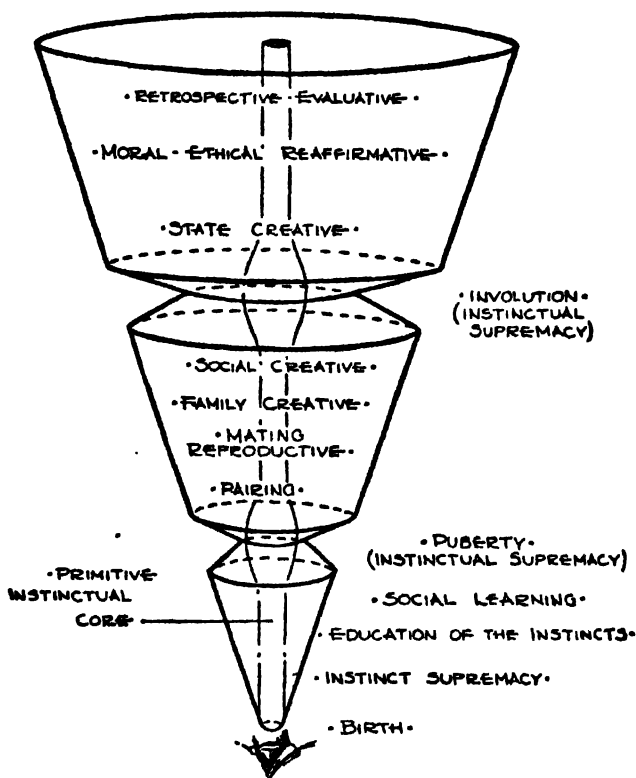 • RETROSPECTIVE • EVALUATIVE •
• MORAL • ETHICAL REAFFIRMATIVE •
• STATE CREATIVE •
• INVOLUTION •
(INSTINCTUAL
SUPREMACY)
• SOCIAL CREATIVE •
• FAMILY CREATIVE •
• MATING
REPRODUCTIVE •
• PAIRING •
• PUBERTY •
(INSTINCTUAL SUPREMACY)
• PRIMITIVE
INSTINCTUAL
CORE •
• SOCIAL LEARNING •
• EDUCATION OF THE INSTINCTS •
• INSTINCT SUPREMACY •
• BIRTH •